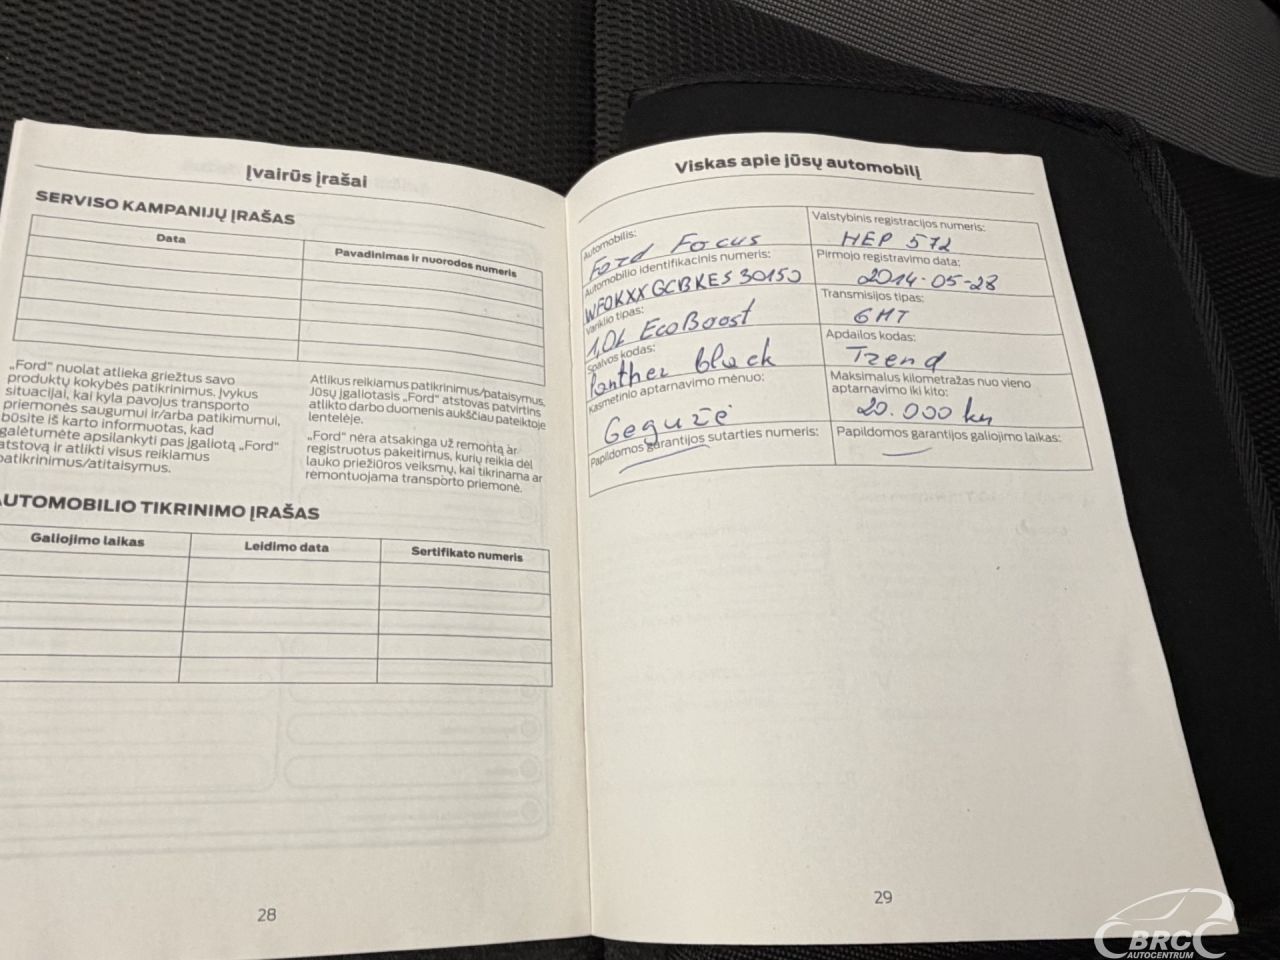 Įvairūs įrašai
SERVISO KAMPANIJŲ ĮRAŠAS
Data
Pavadinimas ir nuorodos numeris
„Ford“ nuolat atlieka griežtus savo
produktų kokybės patikrinimus. Įvykus
situacijai, kai kyla pavojus transporto
priemonės saugumui ir/arba patikimumui,
būsite iš karto informuotas, kad
galėtumėte apsilankyti pas įgaliotą „Ford“
atstovą ir atlikti visus reikiamus
patikrinimus/atitaisymus.
Atlikus reikiamus patikrinimus/pataisymus,
Jūsų įgaliotasis „Ford“ atstovas patvirtins
atlikto darbo duomenis aukščiau pateiktoje
lentelėje.
„Ford“ nėra atsakinga už remontą ar
registruotus pakeitimus, kurių reikia dėl
lauko priežiūros veiksmų, kai tikrinama ar
remontuojama transporto priemonė.
AUTOMOBILIO TIKRINIMO ĮRAŠAS
Galiojimo laikas
Leidimo data
Sertifikato numeris
28
Viskas apie jūsų automobilį
Automobilis:
Ford Focus
Valstybinis registracijos numeris:
HEP 572
Automobilio identifikacinis numeris:
WF0KXXGCBKES30150
Pirmojo registravimo data:
2014-05-28
Variklio tipas:
1,0L EcoBoost
Transmisijos tipas:
6MT
Spalvos kodas:
Panther Black
Apdailos kodas:
Trend
Kasmetinio aptarnavimo mėnuo:
Gegužė
Maksimalus kilometražas nuo vieno
aptarnavimo iki kito:
20.000 km
Papildomos garantijos sutarties numeris:
Papildomos garantijos galiojimo laikas:
29
BRC
AUTOCENTRUM